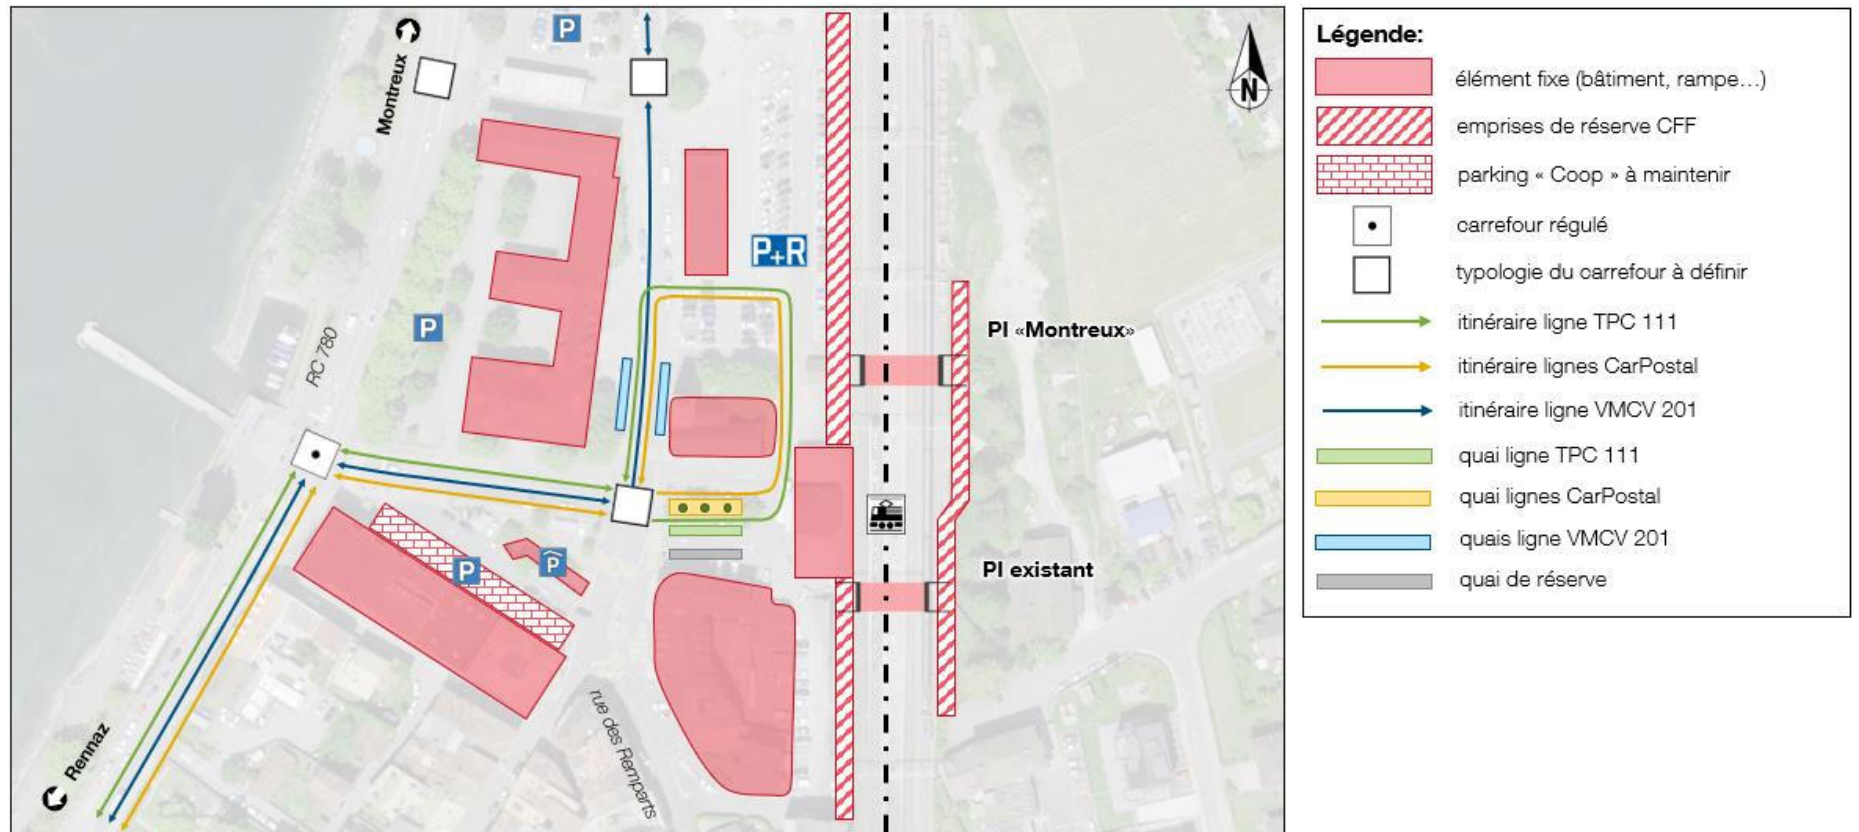 P
Montreux
N
P+R
PI «Montreux»
P
RC 780
PI existant
P
P
rue des Remparts
Rennaz
Légende:
élément fixe (bâtiment, rampe…)
emprises de réserve CFF
parking « Coop » à maintenir
carrefour régulé
typologie du carrefour à définir
itinéraire ligne TPC 111
itinéraire lignes CarPostal
itinéraire ligne VMCV 201
quai ligne TPC 111
quai lignes CarPostal
quais ligne VMCV 201
quai de réserve